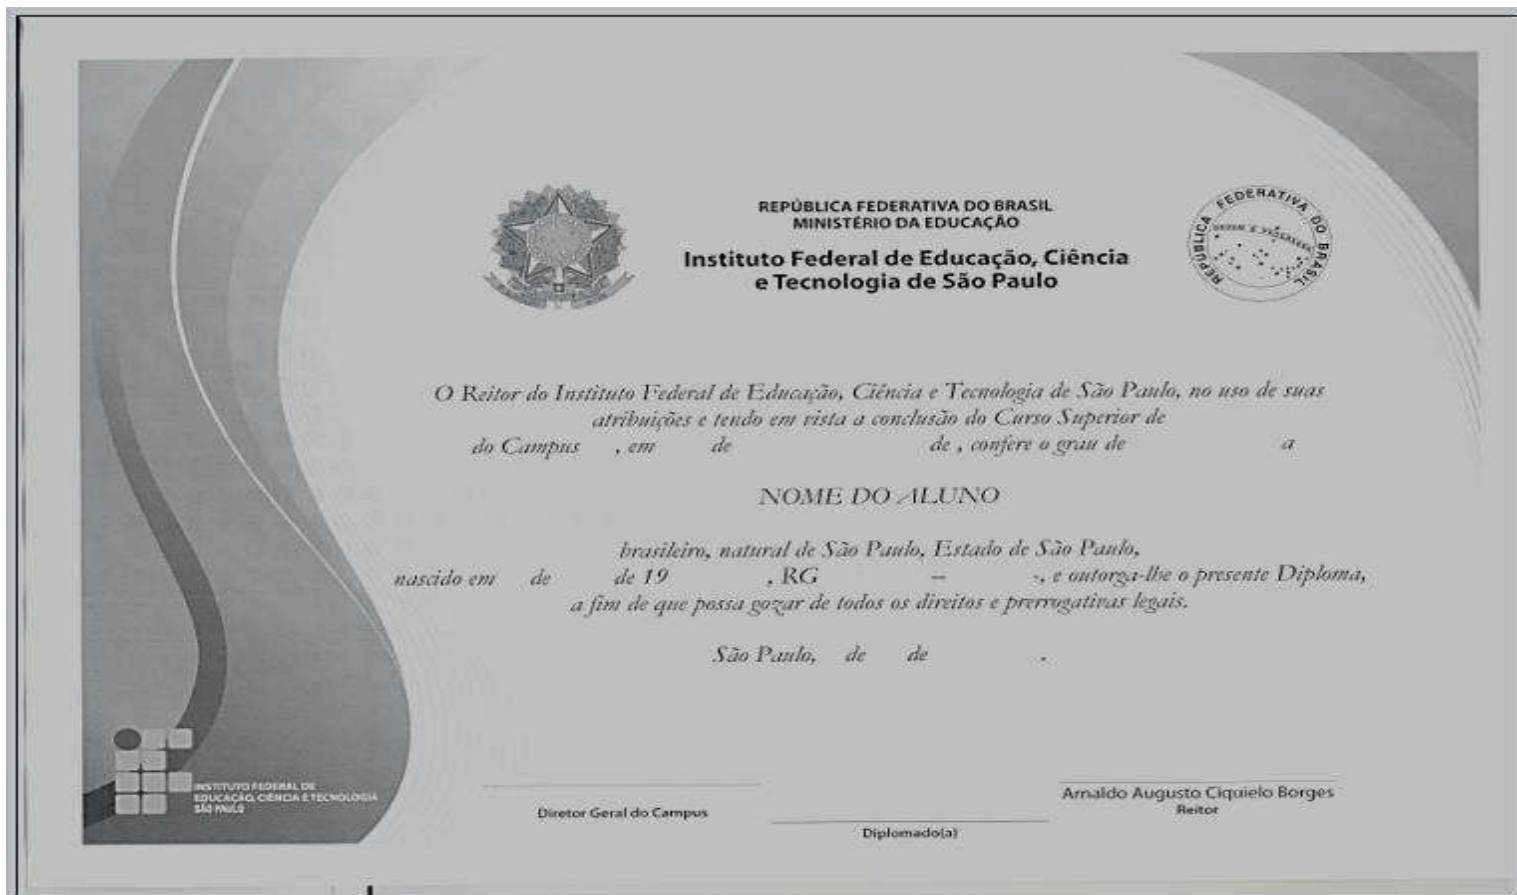 REPÚBLICA FEDERATIVA DO BRASIL
MINISTÉRIO DA EDUCAÇÃO
Instituto Federal de Educação, Ciência
e Tecnologia de São Paulo
REPÚBLICA FEDERATIVA DO BRASIL
ORDEM E PROGRESSO
O Reitor do Instituto Federal de Educação, Ciência e Tecnologia de São Paulo, no uso de suas
atribuições e tendo em vista a conclusão do Curso Superior de
do Campus , em de de , confere o grau de a
NOME DO ALUNO
brasileiro, natural de São Paulo, Estado de São Paulo,
nascido em de de 19 , RG – -, e outorga-lhe o presente Diploma,
a fim de que possa gozar de todos os direitos e prerrogativas legais.
São Paulo, de de .
INSTITUTO FEDERAL DE
EDUCAÇÃO, CIÊNCIA E TECNOLOGIA
SÃO PAULO
Diretor Geral do Campus
Diplomado(a)
Arnaldo Augusto Ciquielo Borges
Reitor